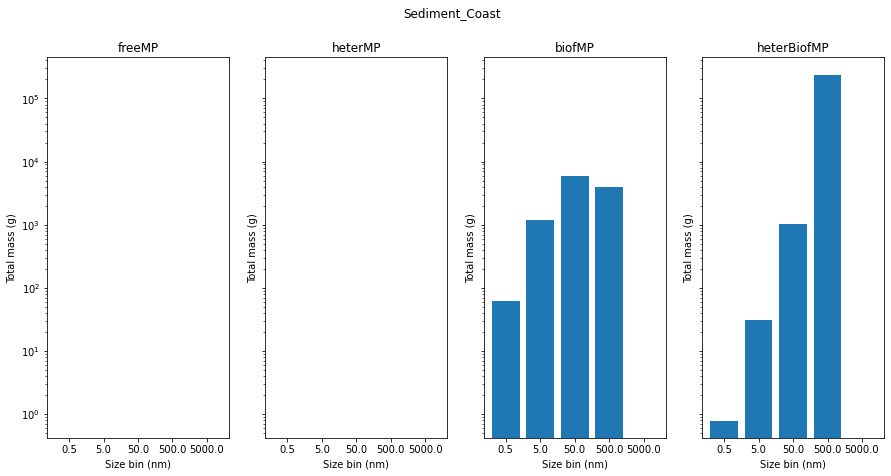 Sediment_Coast
freeMP
heterMP
biofMP
heterBiofMP
Total mass (g)
10^5
10^4
10^3
10^2
10^1
10^0
0.5 5.0 50.0 500.0 5000.0
Size bin (nm)
Total mass (g)
0.5 5.0 50.0 500.0 5000.0
Size bin (nm)
Total mass (g)
0.5 5.0 50.0 500.0 5000.0
Size bin (nm)
Total mass (g)
0.5 5.0 50.0 500.0 5000.0
Size bin (nm)